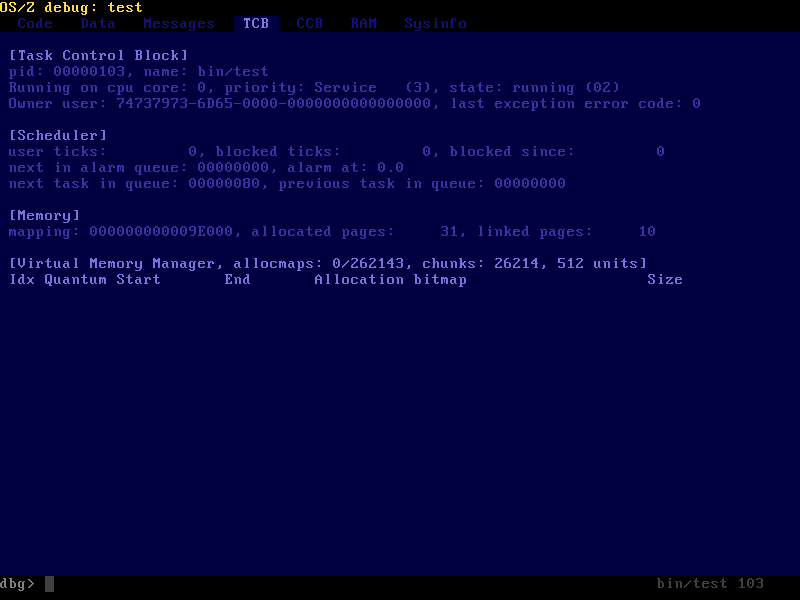 OS/Z debug: test
Code Data Messages TCB CCB RAM Sysinfo
[Task Control Block]
pid: 00000103, name: bin/test
Running on cpu core: 0, priority: Service (3), state: running (02)
Owner user: 74737973-6D65-0000-0000000000000000, last exception error code: 0
[Scheduler]
user ticks: 0, blocked ticks: 0, blocked since: 0
next in alarm queue: 00000000, alarm at: 0.0
next task in queue: 00000080, previous task in queue: 00000000
[Memory]
mapping: 000000000009E000, allocated pages: 31, linked pages: 10
[Virtual Memory Manager, allocmaps: 0/262143, chunks: 26214, 512 units]
Idx Quantum Start End Allocation bitmap Size
dbg> bin/test 103